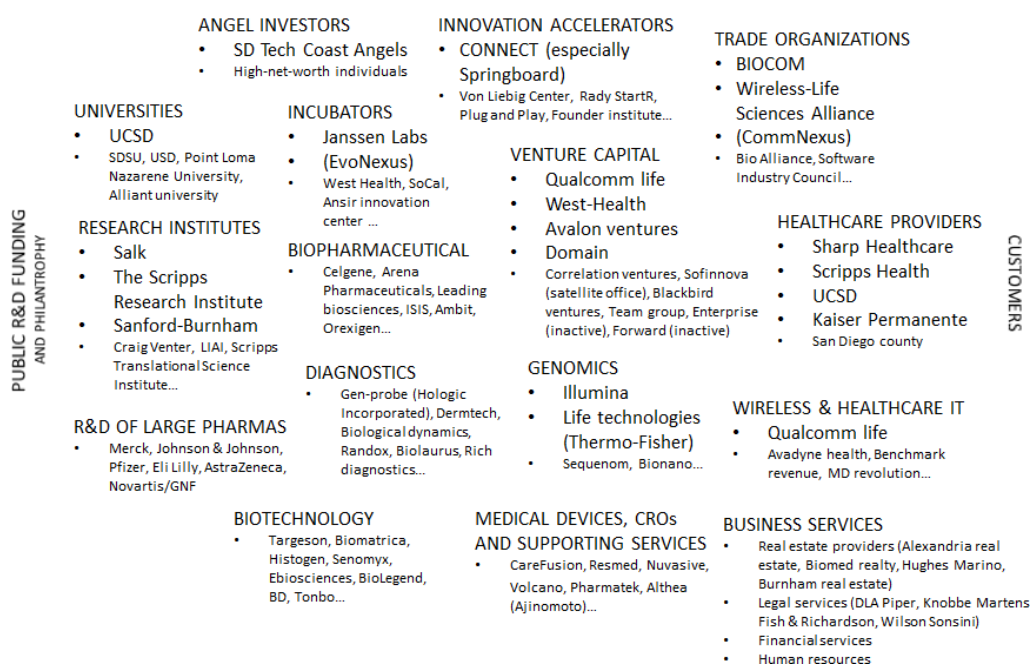 PUBLIC R&D FUNDING
AND PHILANTROPHY
ANGEL INVESTORS
• SD Tech Coast Angels
• High-net-worth individuals
INNOVATION ACCELERATORS
• CONNECT (especially
Springboard)
• Von Liebig Center, Rady StartR,
Plug and Play, Founder institute…
TRADE ORGANIZATIONS
• BIOCOM
• Wireless-Life
Sciences Alliance
• (CommNexus)
• Bio Alliance, Software
Industry Council…
UNIVERSITIES
• UCSD
• SDSU, USD, Point Loma
Nazarene University,
Alliant university
INCUBATORS
• Janssen Labs
• (EvoNexus)
• West Health, SoCal,
Ansir innovation
center …
VENTURE CAPITAL
• Qualcomm life
• West-Health
• Avalon ventures
• Domain
• Correlation ventures, Sofinnova
(satellite office), Blackbird
ventures, Team group, Enterprise
(inactive), Forward (inactive)
HEALTHCARE PROVIDERS
• Sharp Healthcare
• Scripps Health
• UCSD
• Kaiser Permanente
• San Diego county
RESEARCH INSTITUTES
• Salk
• The Scripps
Research Institute
• Sanford-Burnham
• Craig Venter, LIAI, Scripps
Translational Science
Institute…
BIOPHARMACEUTICAL
• Celgene, Arena
Pharmaceuticals, Leading
biosciences, ISIS, Ambit,
Orexigen…
DIAGNOSTICS
• Gen-probe (Hologic
Incorporated), Dermtech,
Biological dynamics,
Randox, Biolaurus, Rich
diagnostics…
GENOMICS
• Illumina
• Life technologies
(Thermo-Fisher)
• Sequenom, Bionano…
WIRELESS & HEALTHCARE IT
• Qualcomm life
• Avadyne health, Benchmark
revenue, MD revolution…
R&D OF LARGE PHARMAS
• Merck, Johnson & Johnson,
Pfizer, Eli Lilly, AstraZeneca,
Novartis/GNF
BIOTECHNOLOGY
• Targeson, Biomatrica,
Histogen, Senomyx,
Ebiosciences, BioLegend,
BD, Tonbo…
MEDICAL DEVICES, CROs
AND SUPPORTING SERVICES
• CareFusion, Resmed, Nuvasive,
Volcano, Pharmatek, Althea
(Ajinomoto)…
BUSINESS SERVICES
• Real estate providers (Alexandria real
estate, Biomed realty, Hughes Marino,
Burnham real estate)
• Legal services (DLA Piper, Knobbe Martens
Fish & Richardson, Wilson Sonsini)
• Financial services
• Human resources
CUSTOMERS